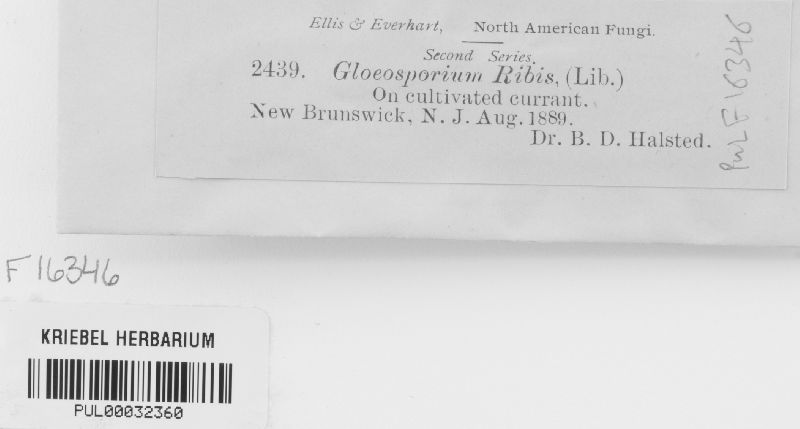 Ellis & Everhart, North American Fungi.
Second Series.
2439. Gloeosporium Ribis, (Lib.)
On cultivated currant.
New Brunswick, N. J. Aug. 1889.
Dr. B. D. Halsted.
PuL F16346
F16346
KRIEBEL HERBARIUM
PUL00032360